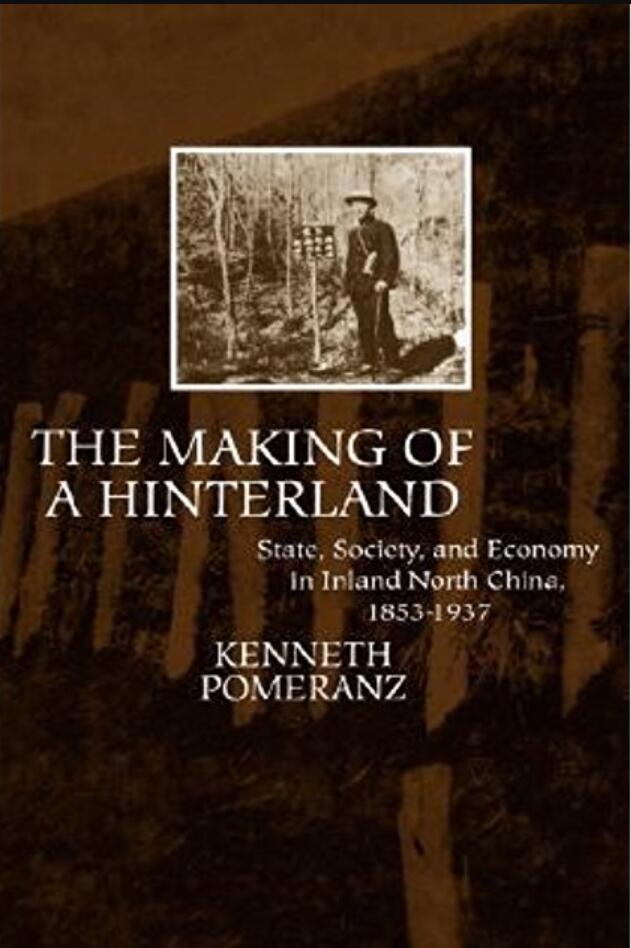 THE MAKING OF
A HINTERLAND
State, Society, and Economy
in Inland North China,
1853-1937
KENNETH
POMERANZ